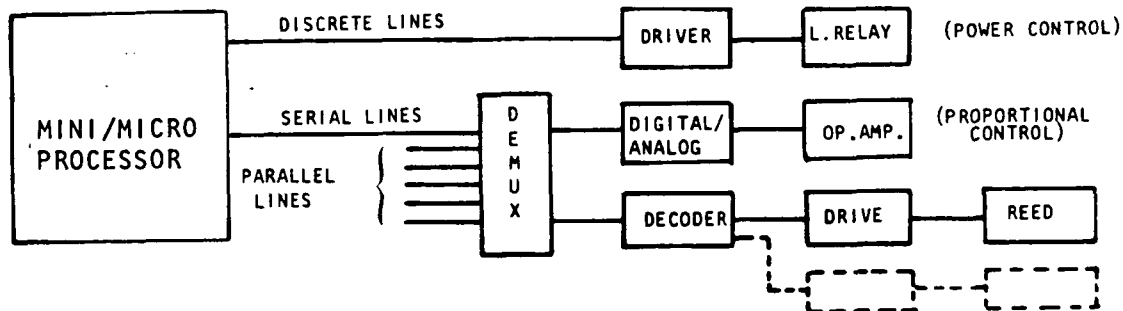 DISCRETE LINES
DRIVER
L.RELAY
(POWER CONTROL)
MINI/MICRO
PROCESSOR
SERIAL LINES
PARALLEL
LINES
DEMUX
DIGITAL/
ANALOG
OP.AMP.
(PROPORTIONAL
CONTROL)
DECODER
DRIVE
REED